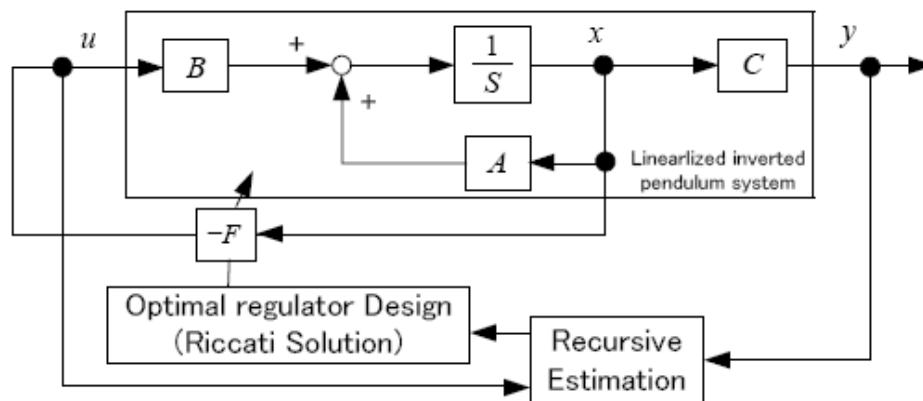 u
x
y
+
B
1
S
C
+
A
Linearlized inverted
pendulum system
−F
Optimal regulator Design
(Riccati Solution)
Recursive
Estimation